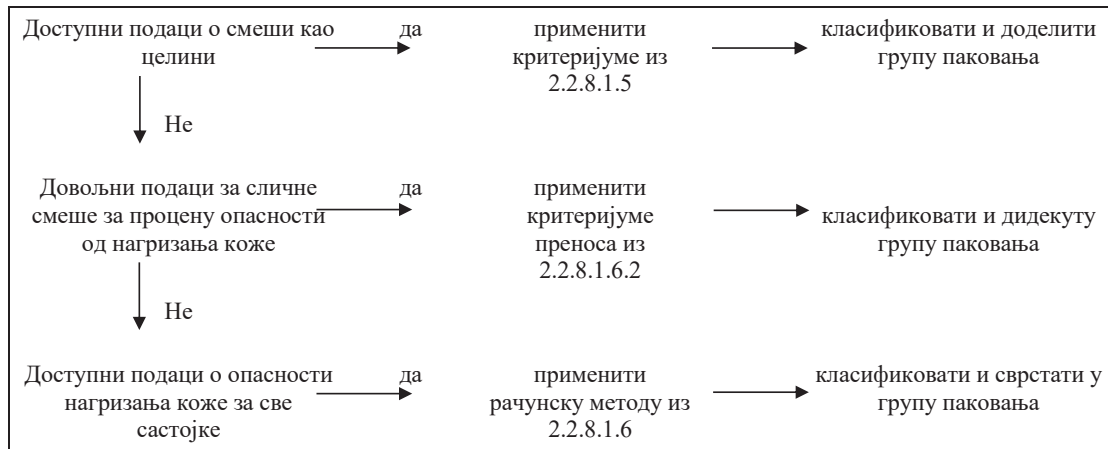 Доступни подаци о смеши као
целини
да
применити
критеријуме из
2.2.8.1.5
класификовати и доделити
групу паковања
Не
Довољни подаци за сличне
смеше за процену опасности
од нагризања коже
да
применити
критеријуме
преноса из
2.2.8.1.6.2
класификовати и дидекуту
групу паковања
Не
Доступни подаци о опасности
нагризања коже за све
састојке
да
применити
рачунску методу из
2.2.8.1.6
класификовати и сврстати у
групу паковања